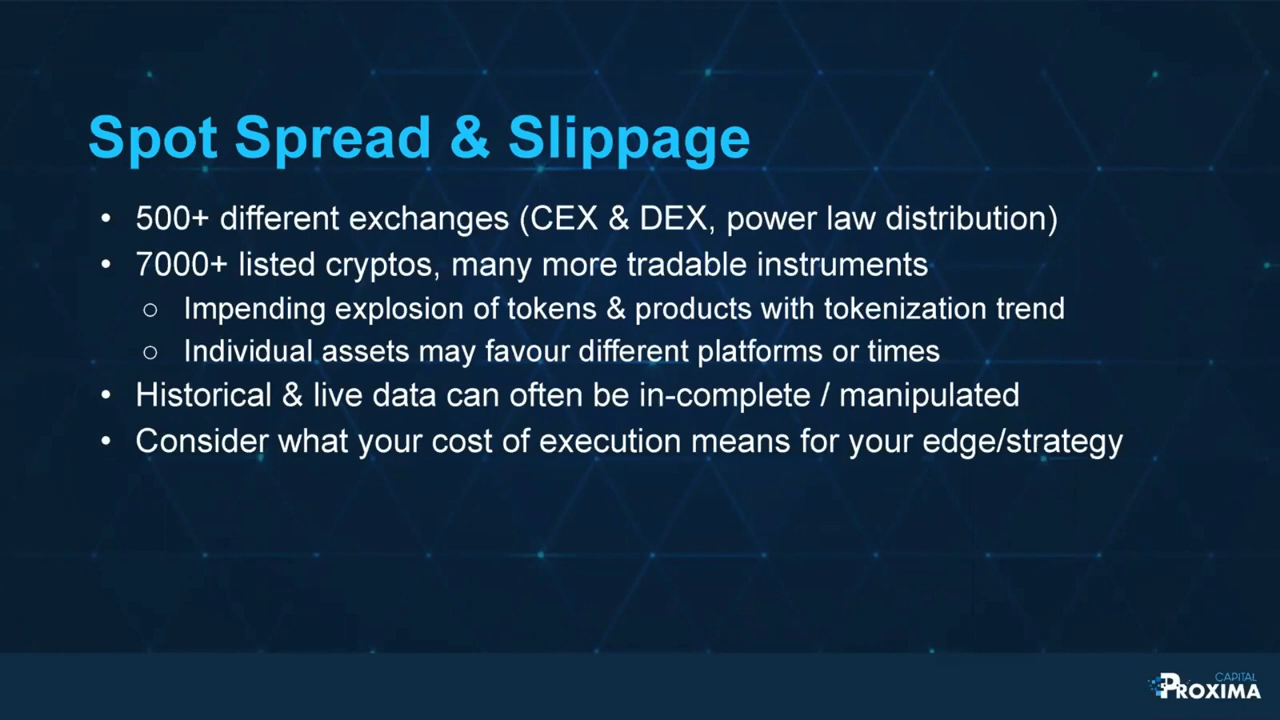 Spot Spread & Slippage
• 500+ different exchanges (CEX & DEX, power law distribution)
• 7000+ listed cryptos, many more tradable instruments
○ Impending explosion of tokens & products with tokenization trend
○ Individual assets may favour different platforms or times
• Historical & live data can often be in-complete / manipulated
• Consider what your cost of execution means for your edge/strategy
CAPITAL
PROXIMA